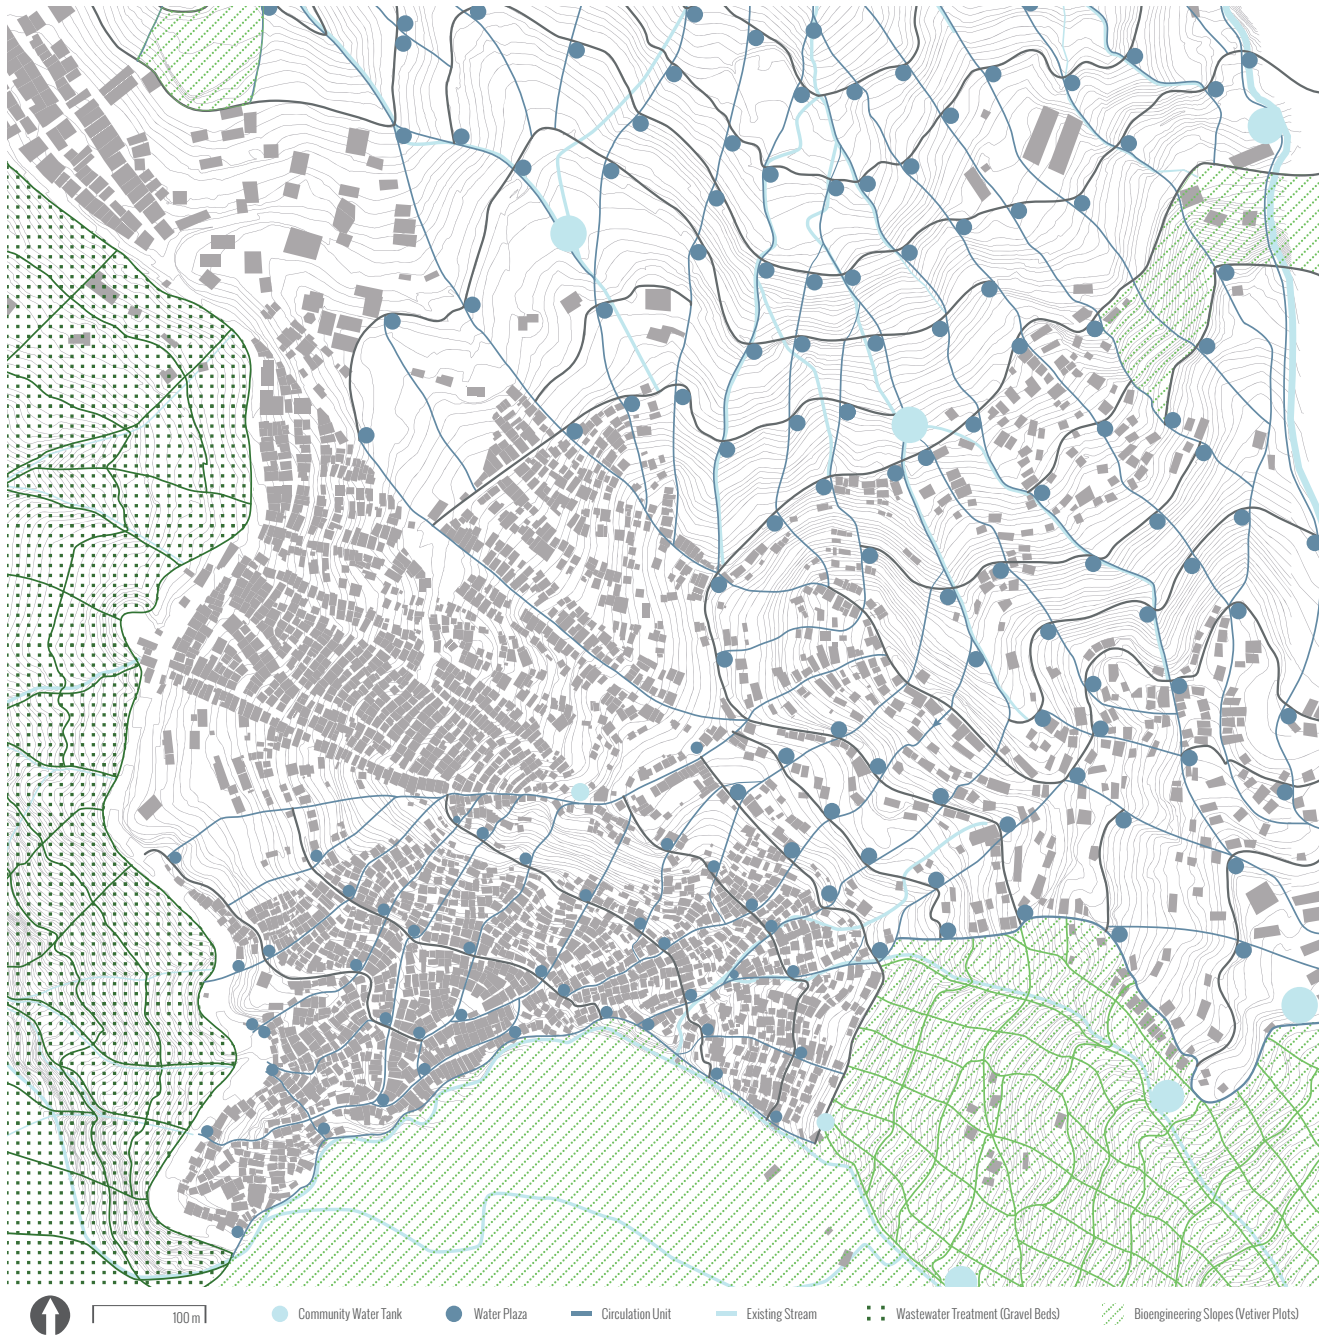 100 m
Community Water Tank
Water Plaza
Circulation Unit
Existing Stream
Wastewater Treatment (Gravel Beds)
Bioengineering Slopes (Vetiver Plots)